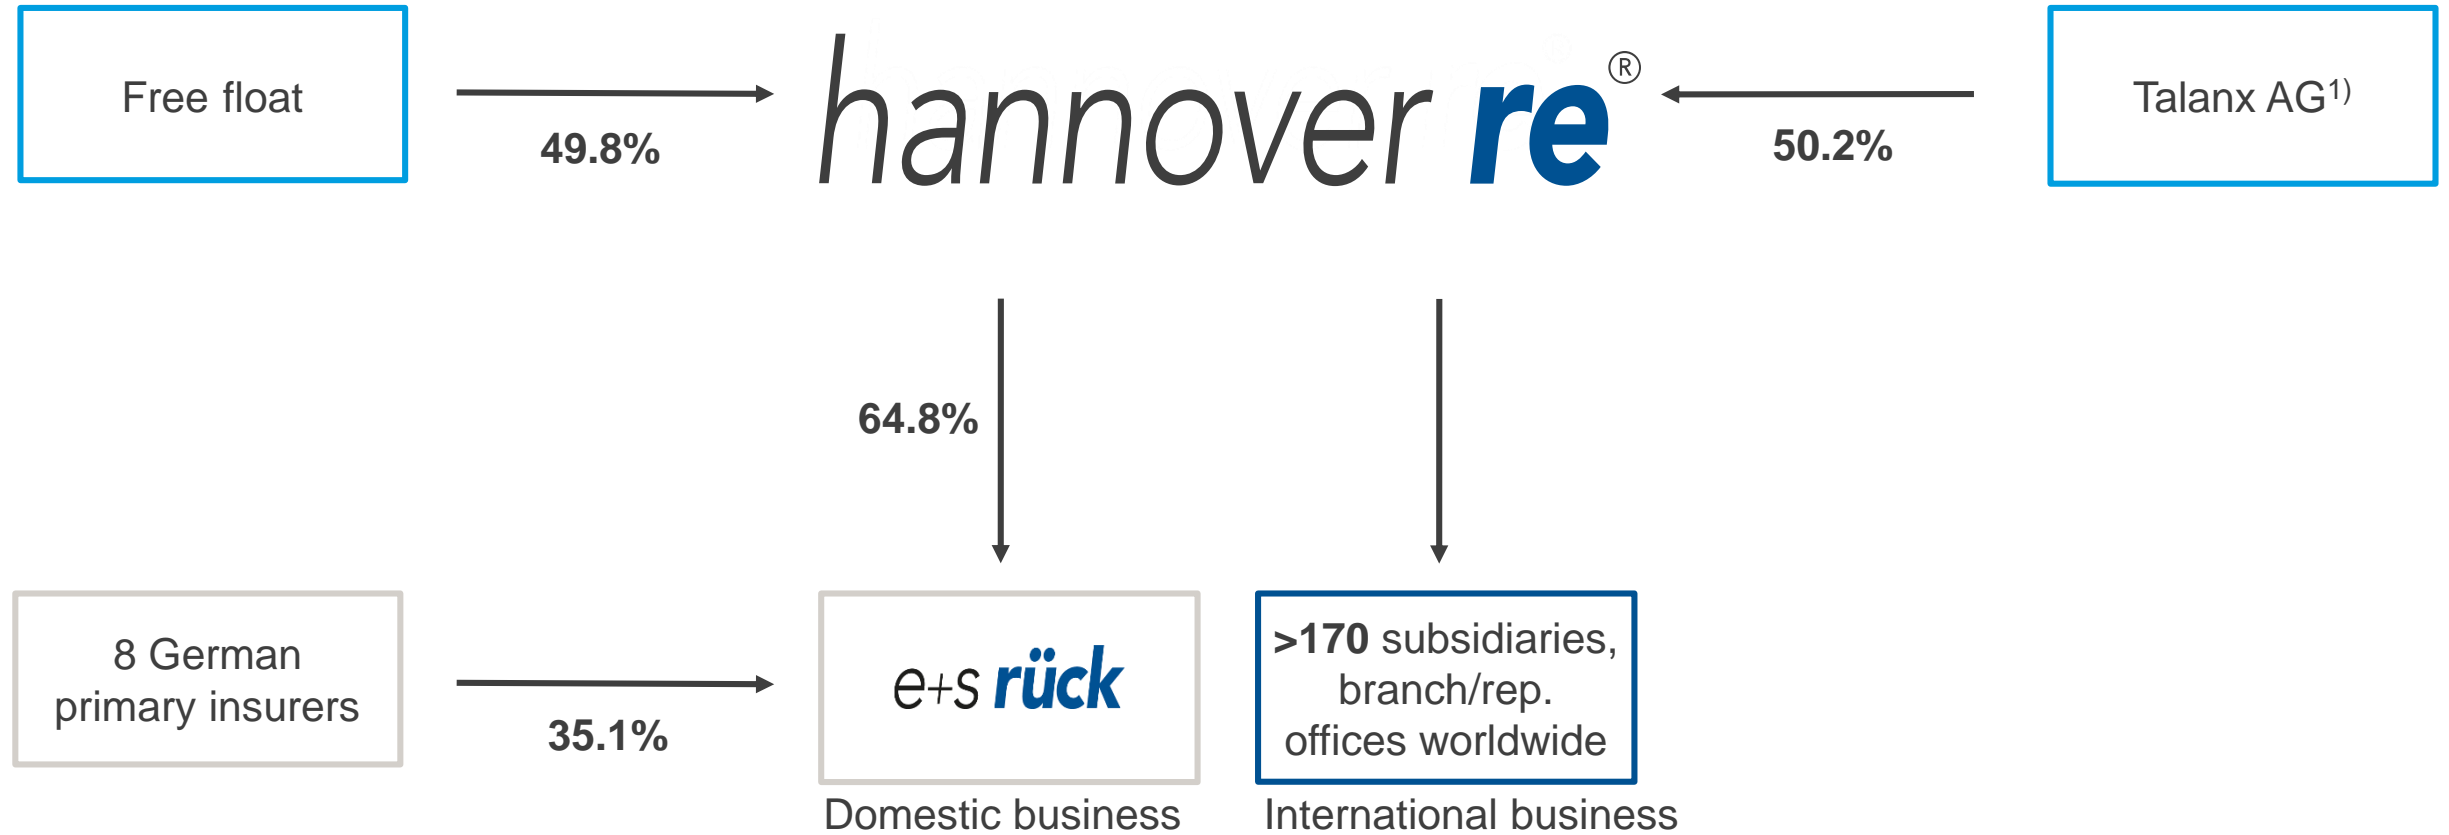 Free float
49.8%
hannover re®
50.2%
Talanx AG1)
64.8%
8 German
primary insurers
35.1%
e+s rück
>170 subsidiaries,
branch/rep.
offices worldwide
Domestic business
International business